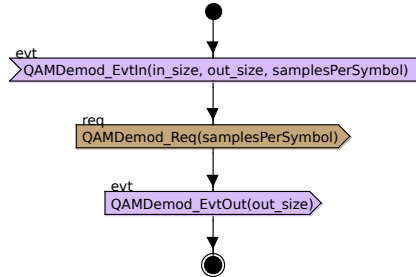 evt
QAMDemod_EvtIn(in_size, out_size, samplesPerSymbol)
req
QAMDemod_Req(samplesPerSymbol)
evt
QAMDemod_EvtOut(out_size)